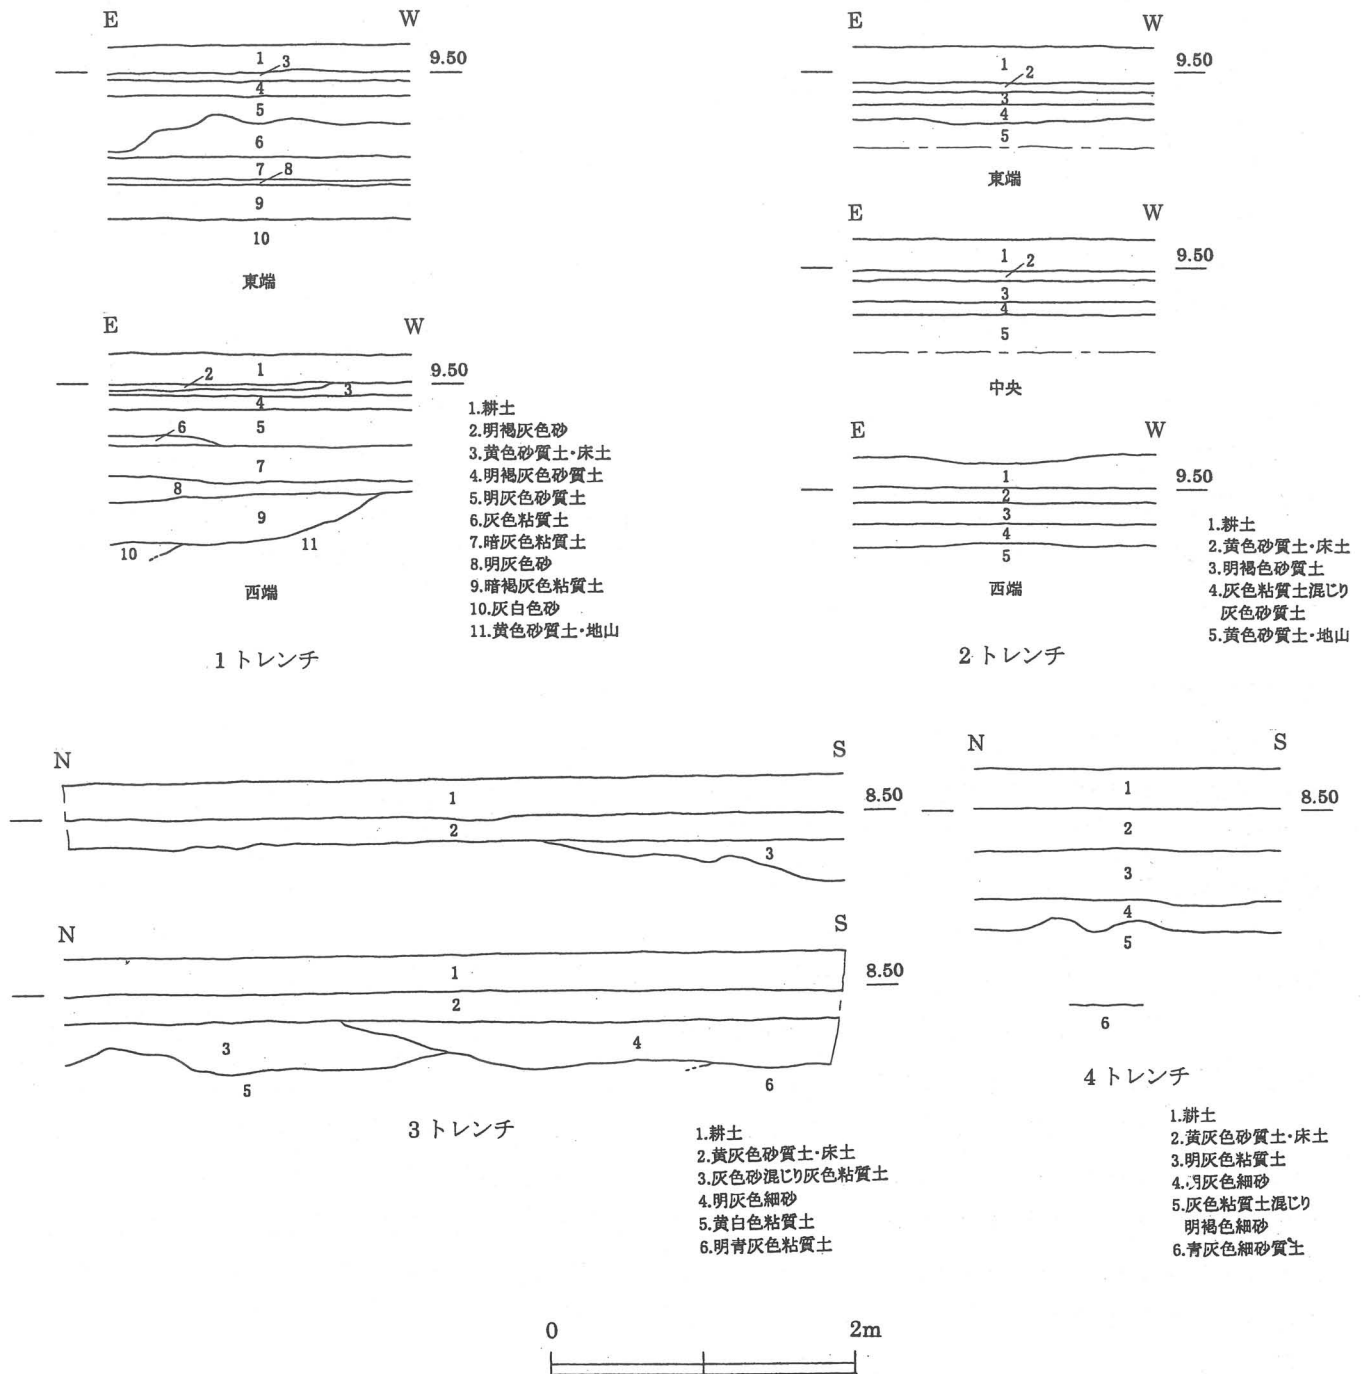 E W
1
3
9.50
4
5
6
7
8
9
10
東端
E W
2
1
3
9.50
4
6
5
7
8
9
10
11
西端
1.耕土
2.明褐灰色砂
3.黄色砂質土・床土
4.明褐灰色砂質土
5.明灰色砂質土
6.灰色粘質土
7.暗灰色粘質土
8.明灰色砂
9.暗褐灰色粘質土
10.灰白色砂
11.黄色砂質土・地山
1 トレンチ
E W
1
2
9.50
3
4
5
東端
E W
1
2
9.50
3
4
5
中央
E W
1
9.50
2
3
4
5
西端
1.耕土
2.黄色砂質土・床土
3.明褐色砂質土
4.灰色粘質土混じり
灰色砂質土
5.黄色砂質土・地山
2 トレンチ
N S
1
8.50
2
3
N S
1
8.50
2
3
4
5
6
3 トレンチ
1.耕土
2.黄灰色砂質土・床土
3.灰色砂混じり灰色粘質土
4.明灰色細砂
5.黄白色粘質土
6.明青灰色粘質土
N S
1
8.50
2
3
4
5
6
4 トレンチ
1.耕土
2.黄灰色砂質土・床土
3.明灰色粘質土
4.明灰色細砂
5.灰色粘質土混じり
明褐色細砂
6.青灰色細砂質土
0 2m